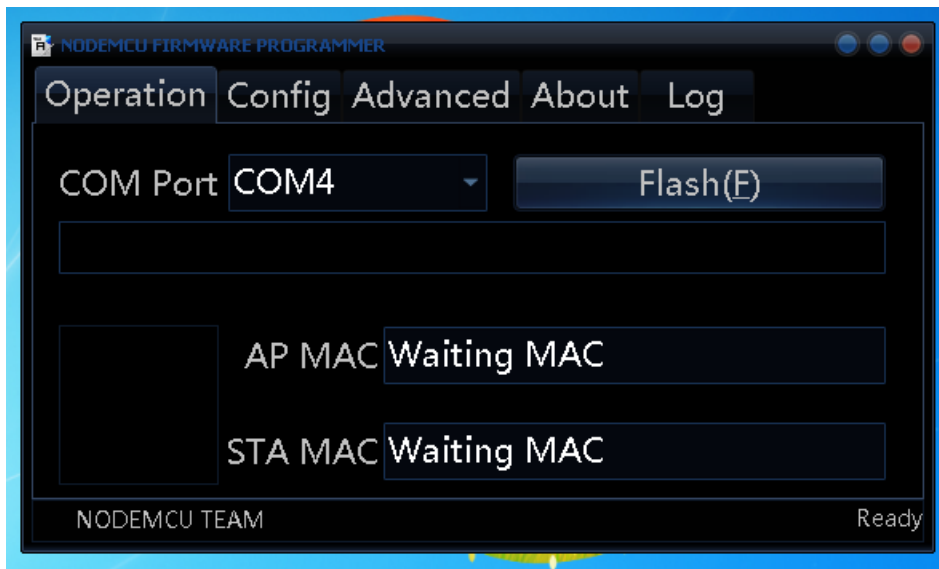 NODEMCU FIRMWARE PROGRAMMER
Operation Config Advanced About Log
COM Port COM4 Flash(F)
AP MAC Waiting MAC
STA MAC Waiting MAC
NODEMCU TEAM Ready